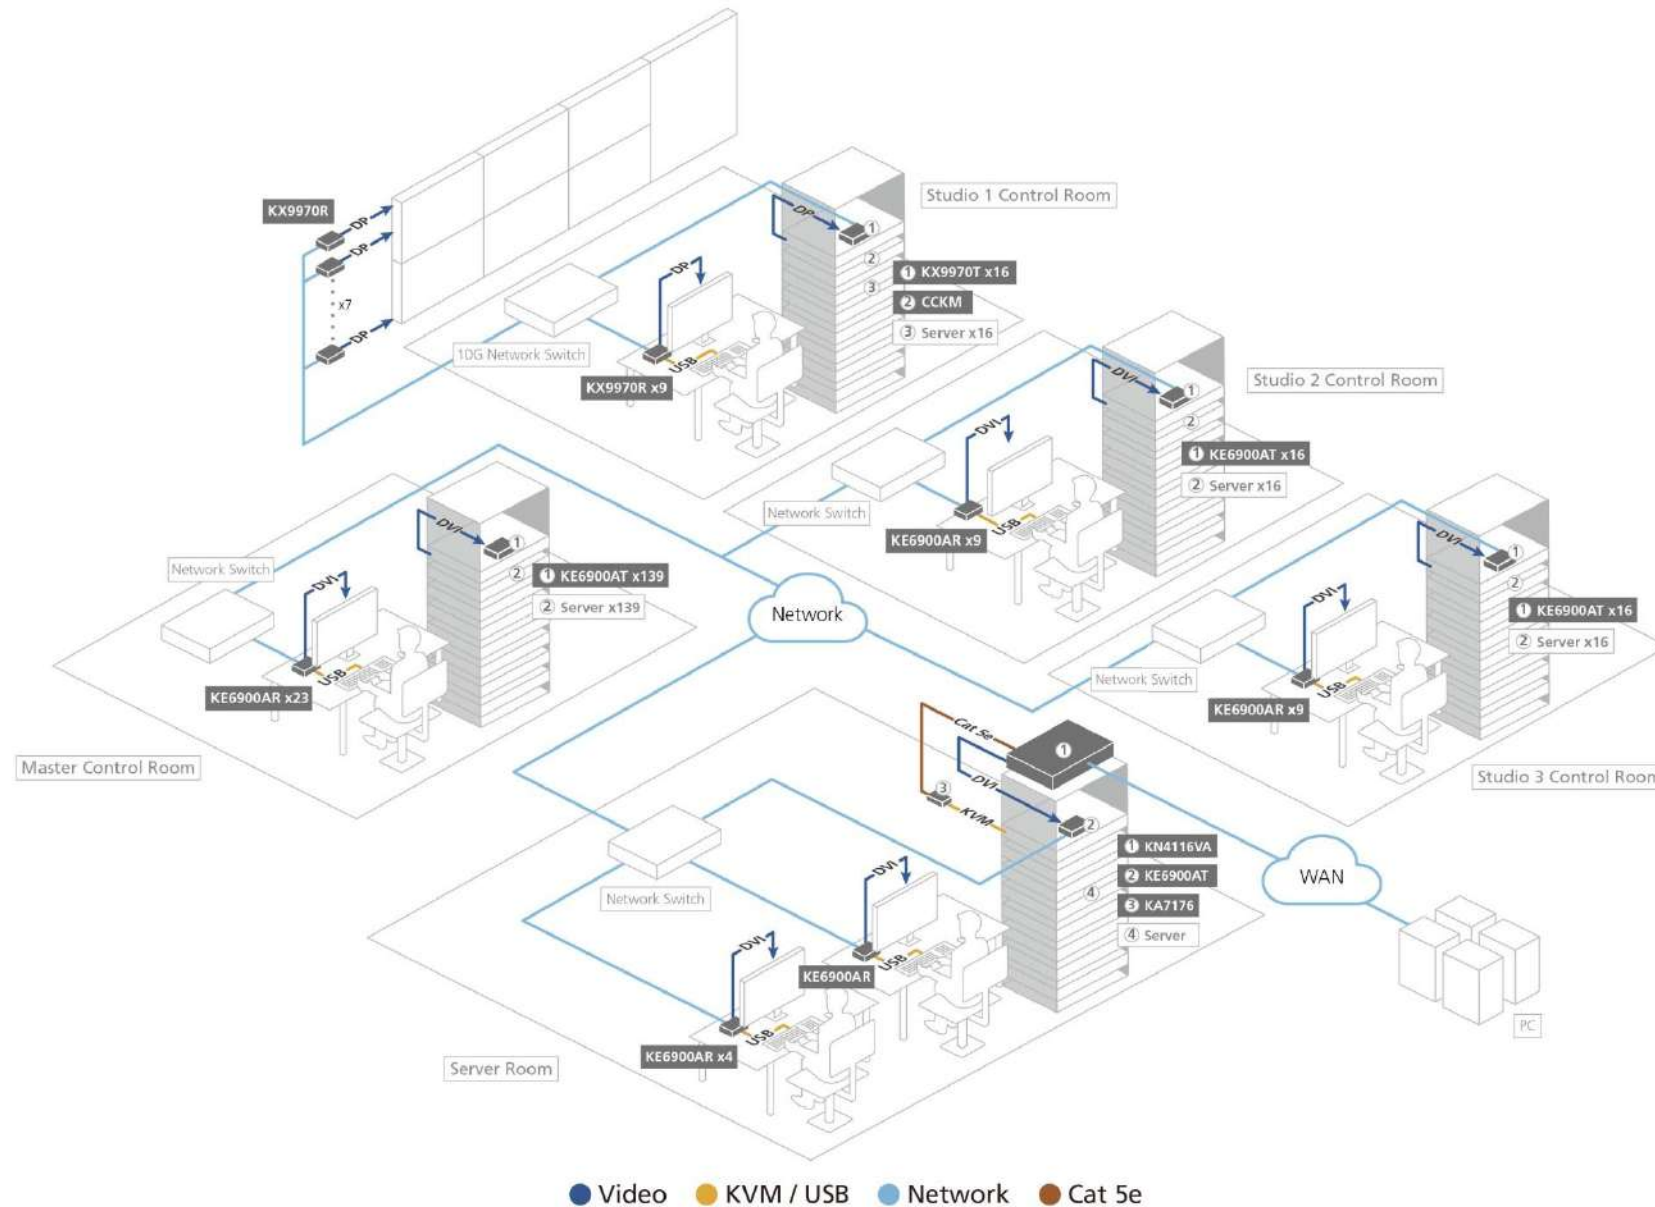 KX9970R
DP
DP
x7
DP
Studio 1 Control Room
DP
1
2
3
1 KX9970T x16
2 CCKM
3 Server x16
10G Network Switch
DP
USB
KX9970R x9
Studio 2 Control Room
DVI
1
2
1 KE6900AT x16
2 Server x16
Network Switch
DVI
USB
KE6900AR x9
Network Switch
DVI
1
2
1 KE6900AT x139
2 Server x139
DVI
USB
KE6900AR x23
Master Control Room
Network
DVI
1
2
1 KE6900AT x16
2 Server x16
Network Switch
DVI
USB
KE6900AR x9
Studio 3 Control Room
Cat 5e
1
DVI
3
KVM
2
4
1 KN4116VA
2 KE6900AT
3 KA7176
4 Server
Network Switch
DVI
USB
KE6900AR
DVI
USB
KE6900AR x4
Server Room
WAN
PC
Video
KVM / USB
Network
Cat 5e